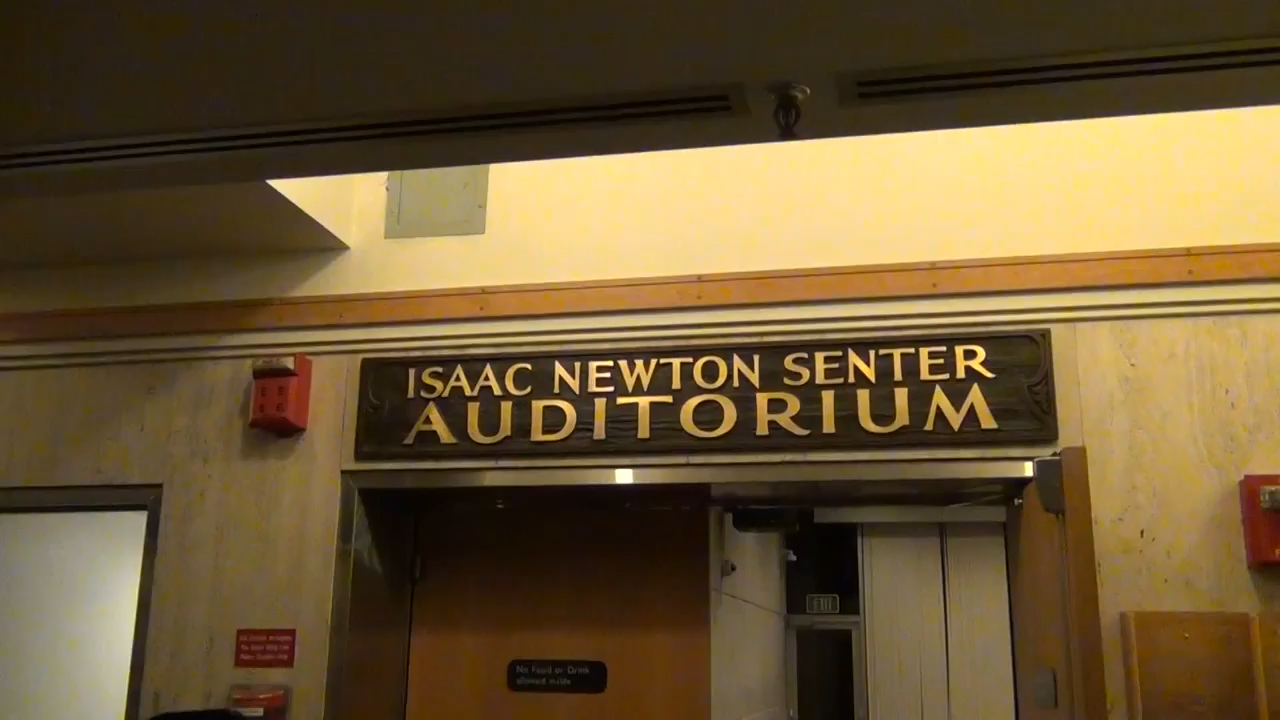 ISAAC NEWTON SENTER
AUDITORIUM
EXIT
No Food or Drink
allowed inside